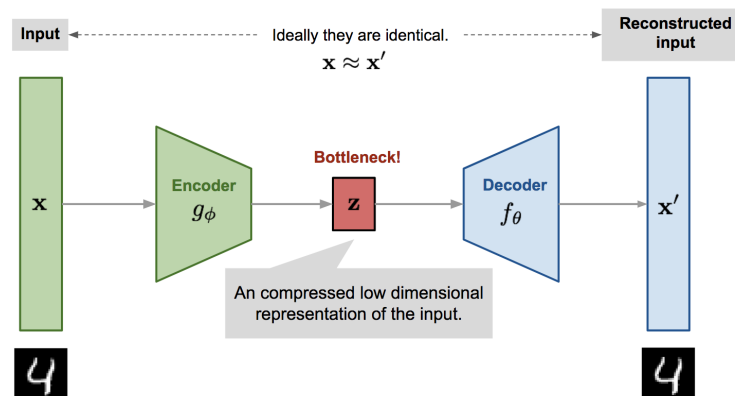 Input
Ideally they are identical.
x ≈ x′
Reconstructed
input
Bottleneck!
x
Encoder
gϕ
z
Decoder
fθ
x′
An compressed low dimensional
representation of the input.
4
4